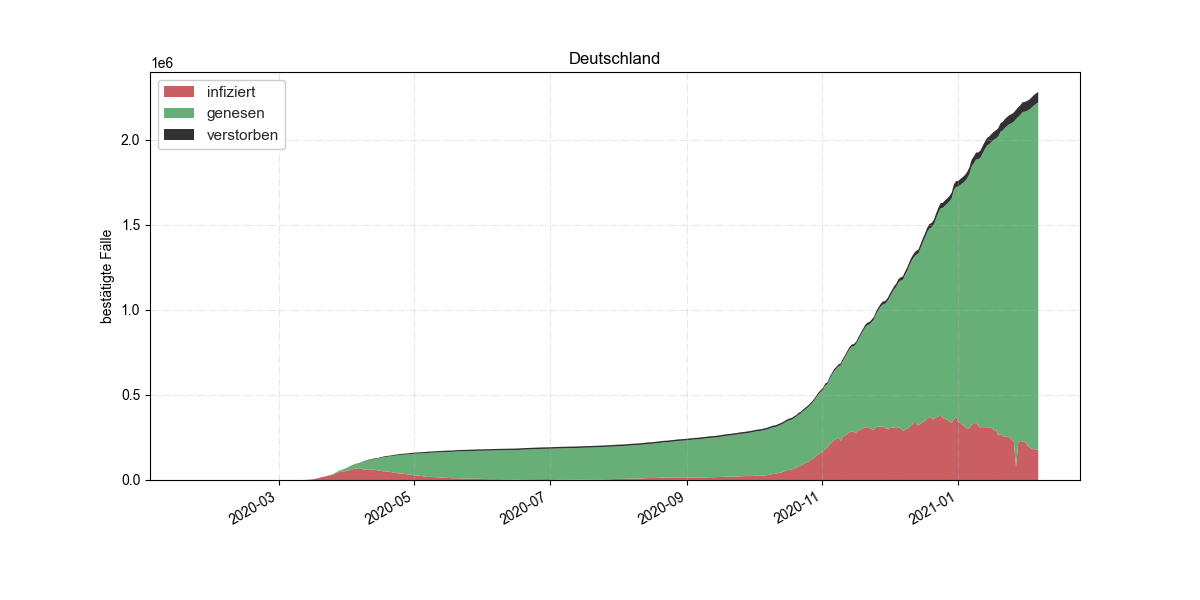 Deutschland
1e6
infiziert
genesen
verstorben
bestätigte Fälle
2.0
1.5
1.0
0.5
0.0
2020-03
2020-05
2020-07
2020-09
2020-11
2021-01